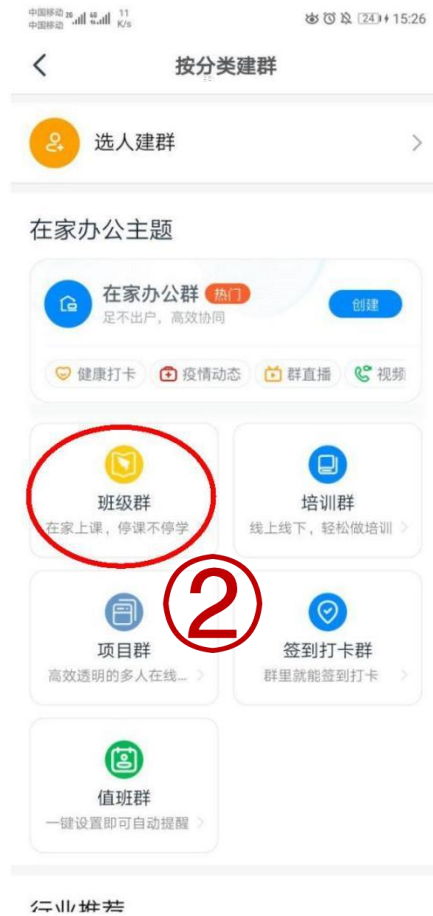 中国移动 26 46 11
中国移动 K/s 24 15:26
按分类建群
选人建群
在家办公主题
在家办公群 热门
足不出户，高效协同
创建
健康打卡 疫情动态 群直播 视频
班级群
在家上课，停课不停学
培训群
线上线下，轻松做培训
②
项目群
高效透明的多人在线...
签到打卡群
群里就能签到打卡
值班群
一键设置即可自动提醒
行业推荐